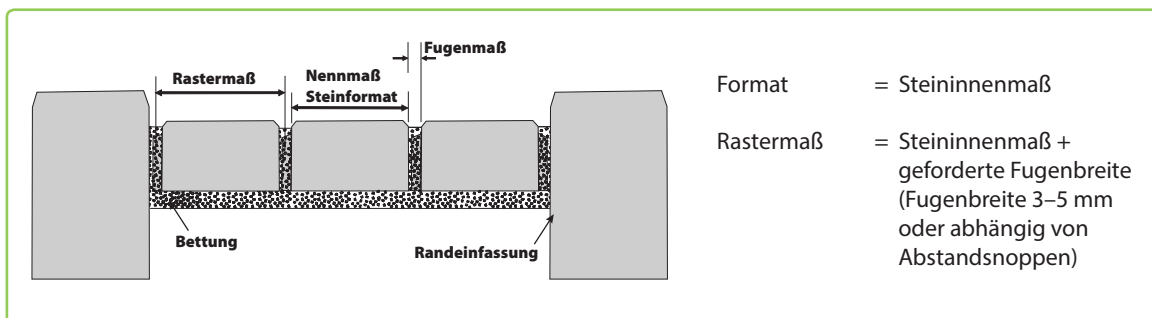 Fugenmaß
Rastermaß
Nennmaß
Steinformat
Bettung
Randeinfassung
Format = Steininnenmaß
Rastermaß = Steininnenmaß +
geforderte Fugenbreite
(Fugenbreite 3–5 mm
oder abhängig von
Abstandsnoppen)